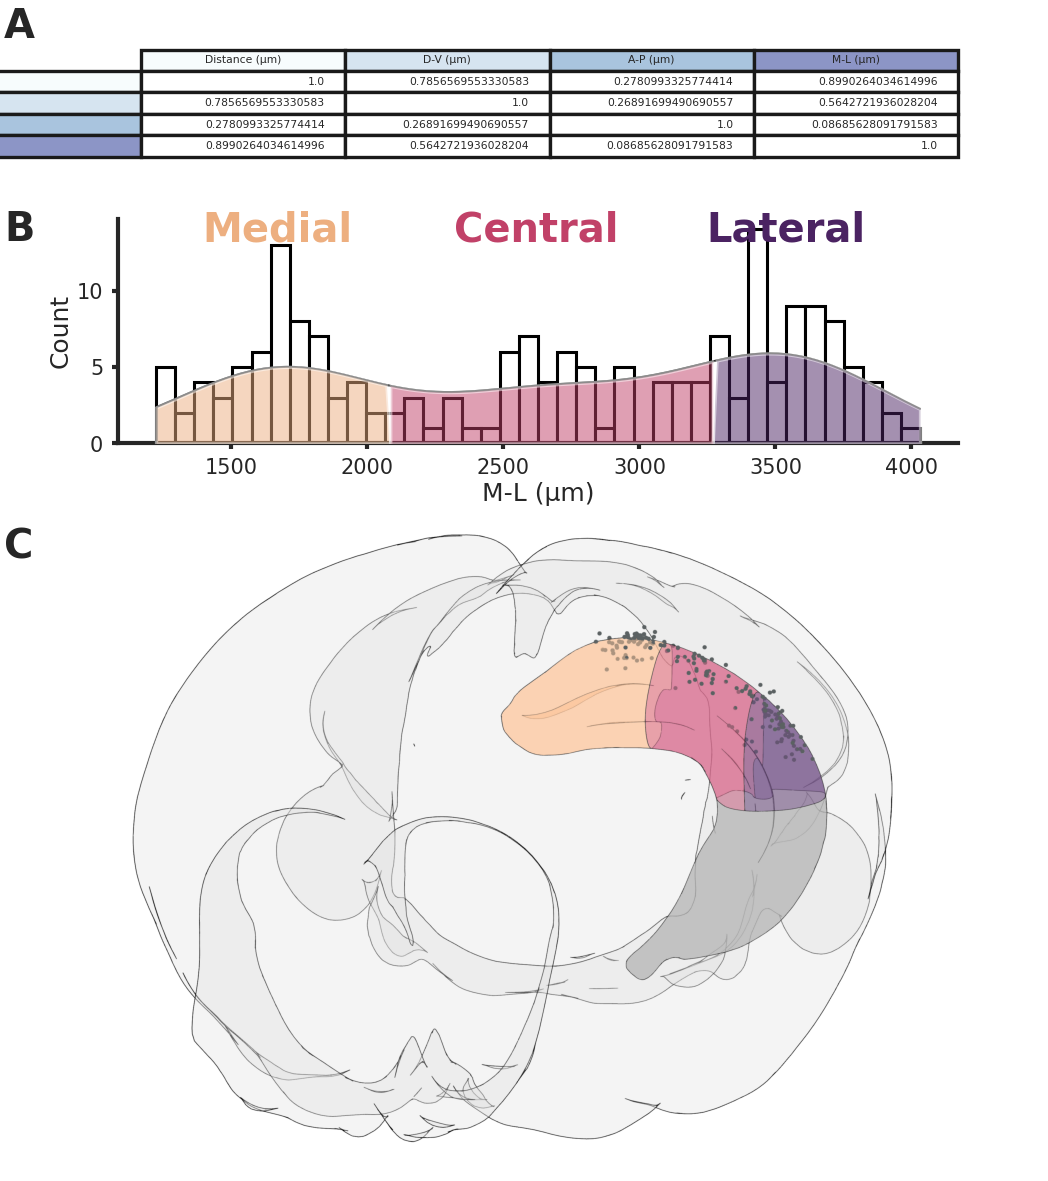 A
Distance (μm) D-V (μm) A-P (μm) M-L (μm)
1.0 0.7856569553330583 0.2780993325774414 0.8990264034614996
0.7856569553330583 1.0 0.26891699490690557 0.5642721936028204
0.2780993325774414 0.26891699490690557 1.0 0.08685628091791583
0.8990264034614996 0.5642721936028204 0.08685628091791583 1.0
B
Medial Central Lateral
Count
10
5
0
1500 2000 2500 3000 3500 4000
M-L (μm)
C